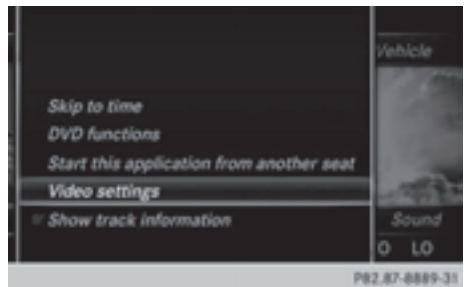 Vehicle
Skip to time
DVD functions
Start this application from another seat
Video settings
Show track information
Sound
O LO
P82.87-8889-31